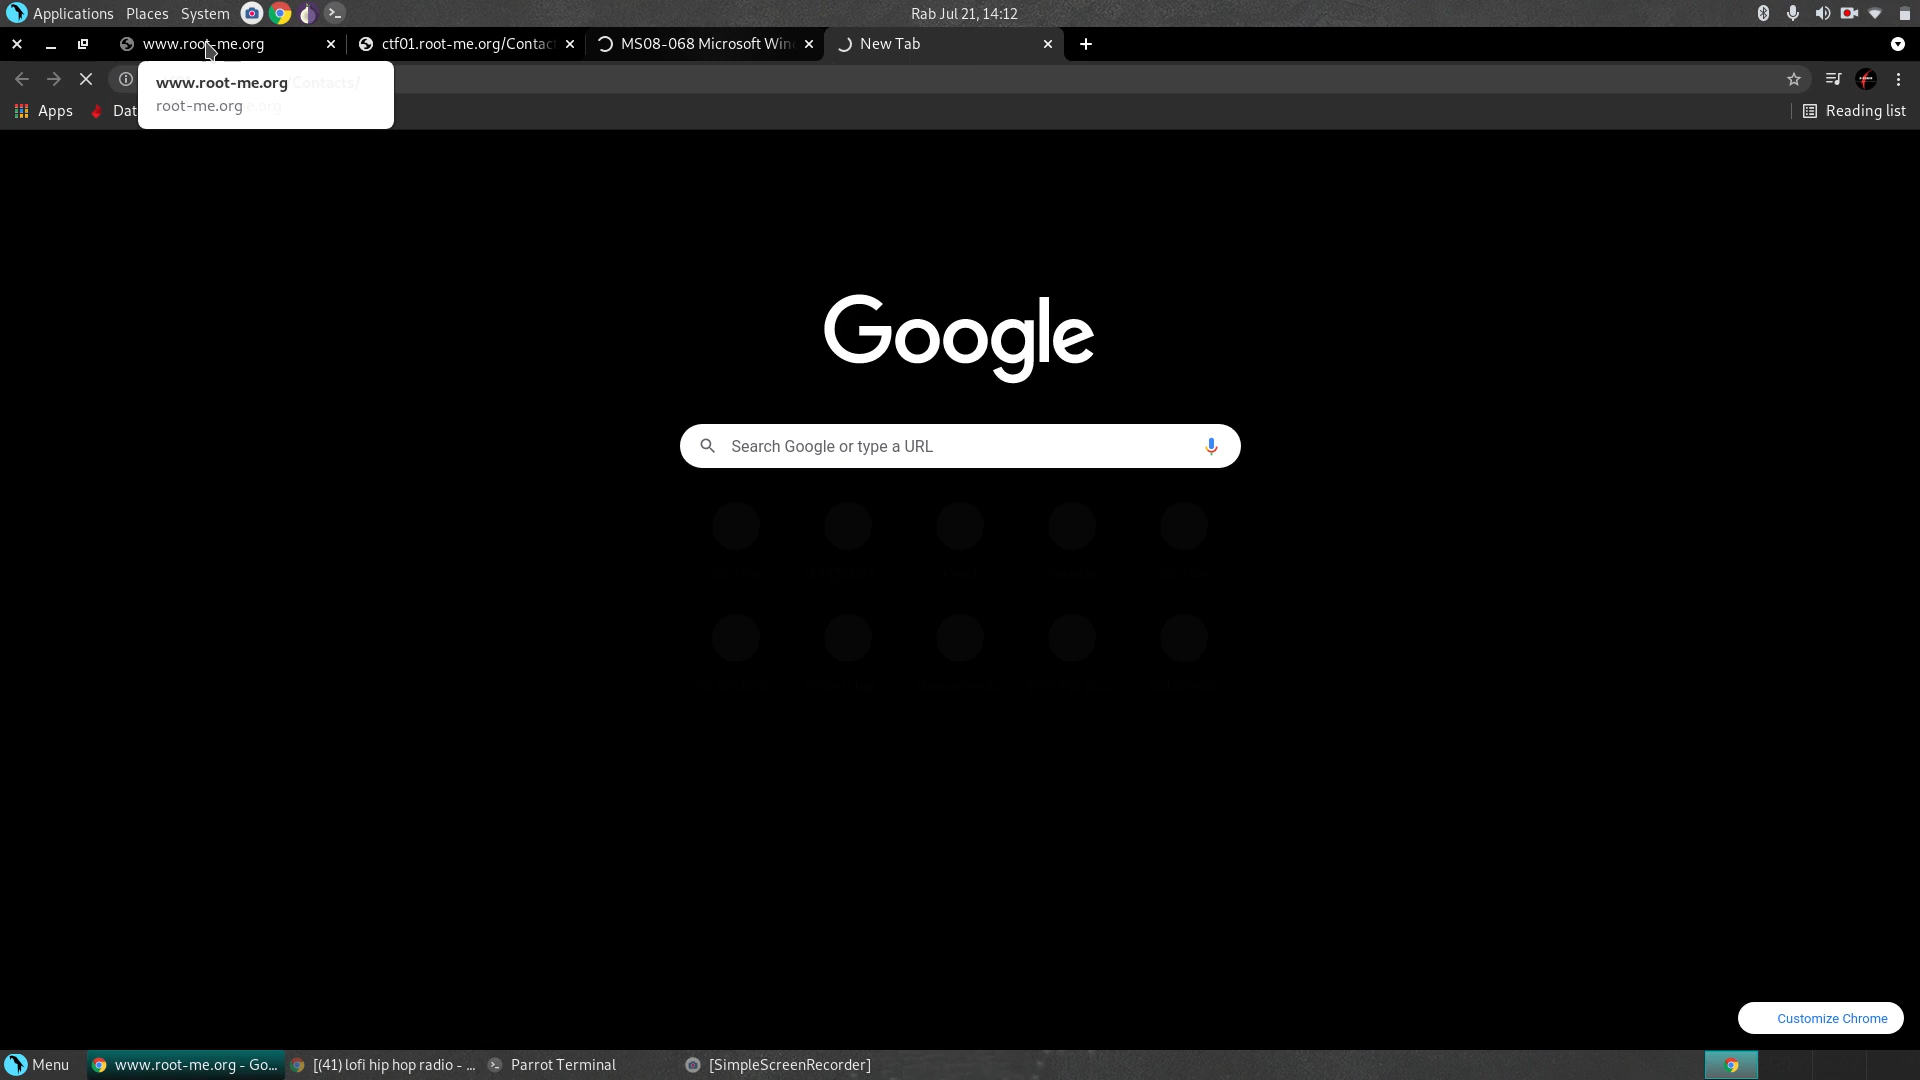 Applications Places System
Rab Jul 21, 14:12
www.root-me.org
ctf01.root-me.org/Contac
MS08-068 Microsoft Win
New Tab
www.root-me.org
Contacts/
root-me.org
Apps
Dat
Reading list
Google
Search Google or type a URL
Customize Chrome
Menu
www.root-me.org - Go...
[(41) lofi hip hop radio - ...
Parrot Terminal
[SimpleScreenRecorder]